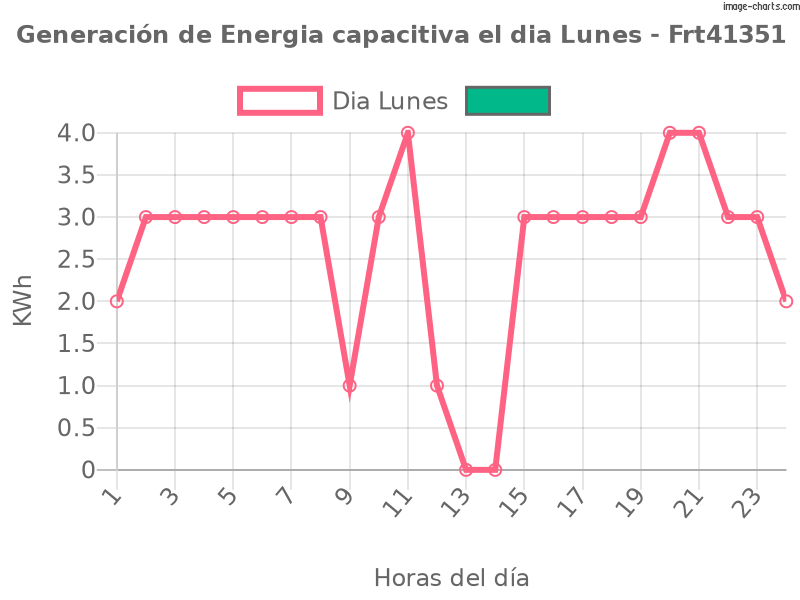 image-charts.com
Generación de Energia capacitiva el dia Lunes - Frt41351
Dia Lunes
4.0
3.5
3.0
2.5
2.0
1.5
1.0
0.5
0
KWh
1 3 5 7 9 11 13 15 17 19 21 23
Horas del día